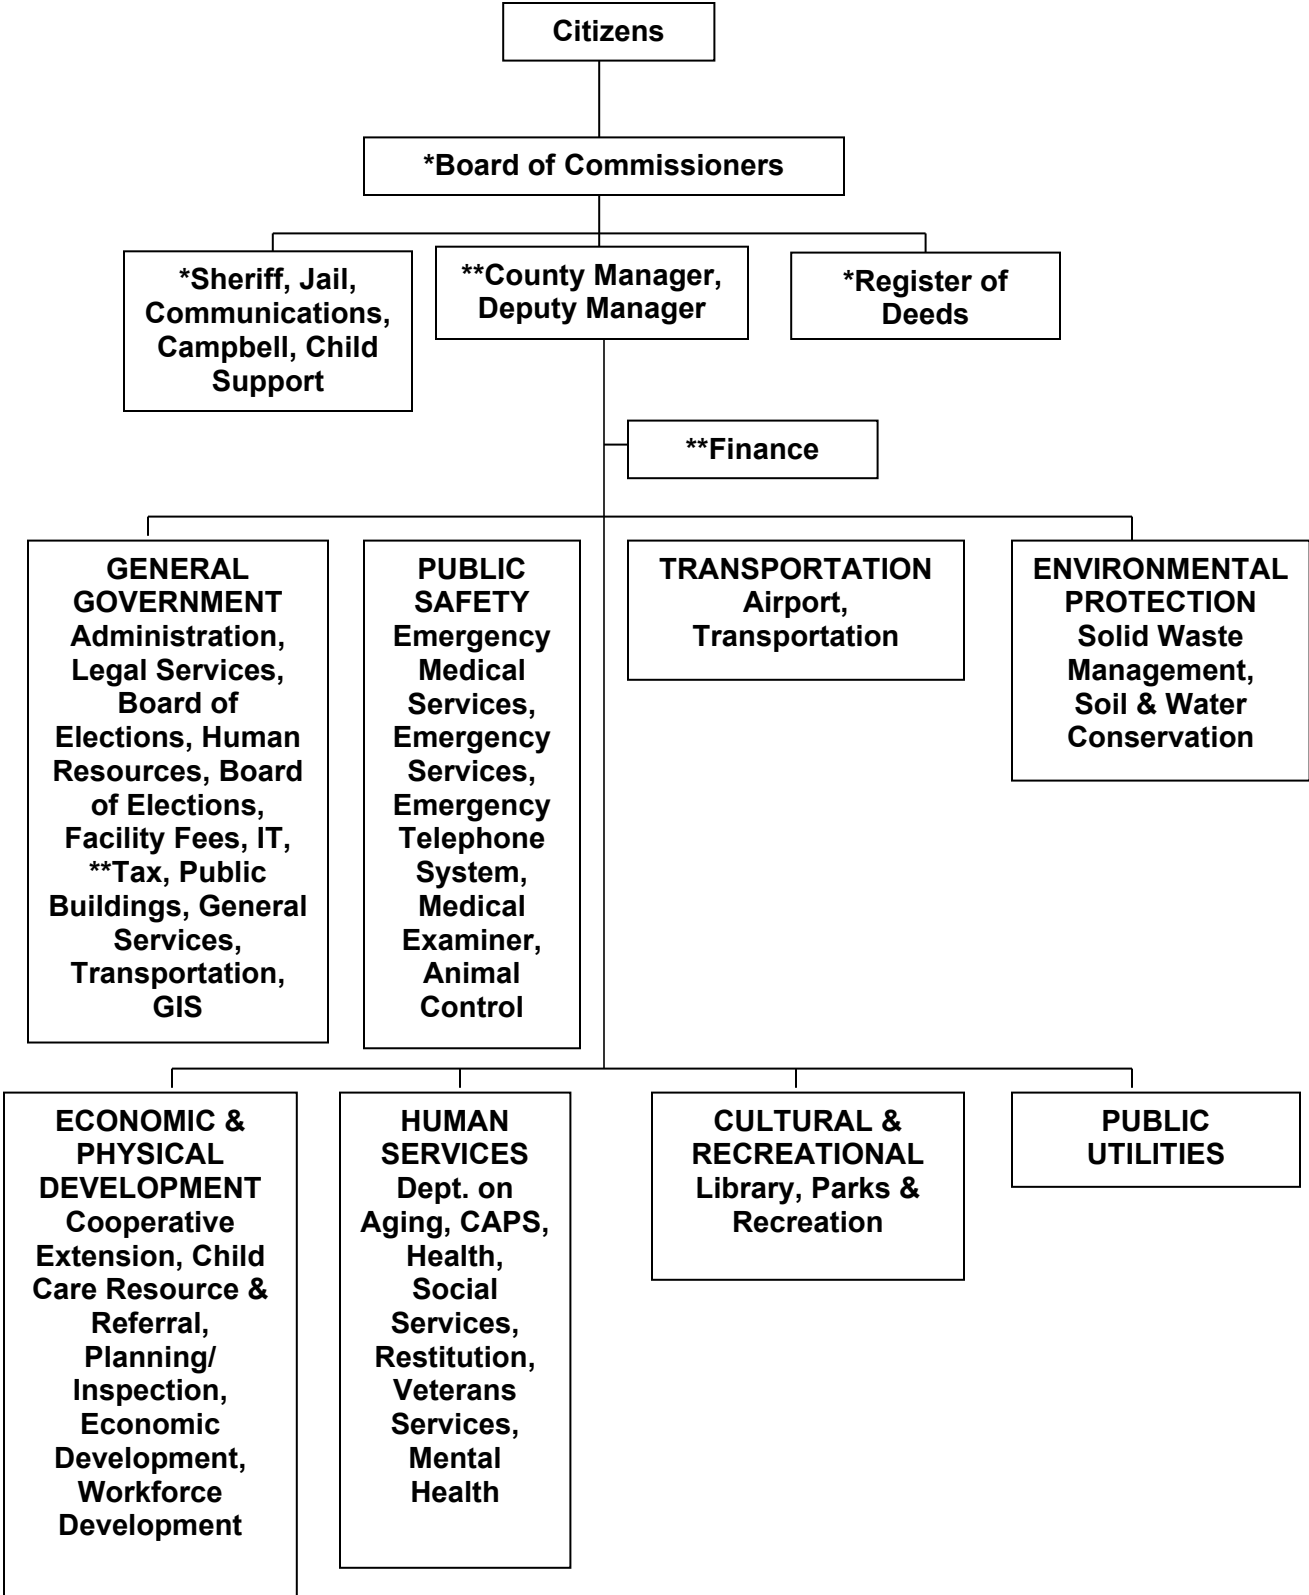 Citizens
*Board of Commissioners
*Sheriff, Jail,
Communications,
Campbell, Child
Support
**County Manager,
Deputy Manager
*Register of
Deeds
**Finance
GENERAL
GOVERNMENT
Administration,
Legal Services,
Board of
Elections, Human
Resources, Board
of Elections,
Facility Fees, IT,
**Tax, Public
Buildings, General
Services,
Transportation,
GIS
PUBLIC
SAFETY
Emergency
Medical
Services,
Emergency
Services,
Emergency
Telephone
System,
Medical
Examiner,
Animal
Control
TRANSPORTATION
Airport,
Transportation
ENVIRONMENTAL
PROTECTION
Solid Waste
Management,
Soil & Water
Conservation
ECONOMIC &
PHYSICAL
DEVELOPMENT
Cooperative
Extension, Child
Care Resource &
Referral,
Planning/
Inspection,
Economic
Development,
Workforce
Development
HUMAN
SERVICES
Dept. on
Aging, CAPS,
Health,
Social
Services,
Restitution,
Veterans
Services,
Mental
Health
CULTURAL &
RECREATIONAL
Library, Parks &
Recreation
PUBLIC
UTILITIES